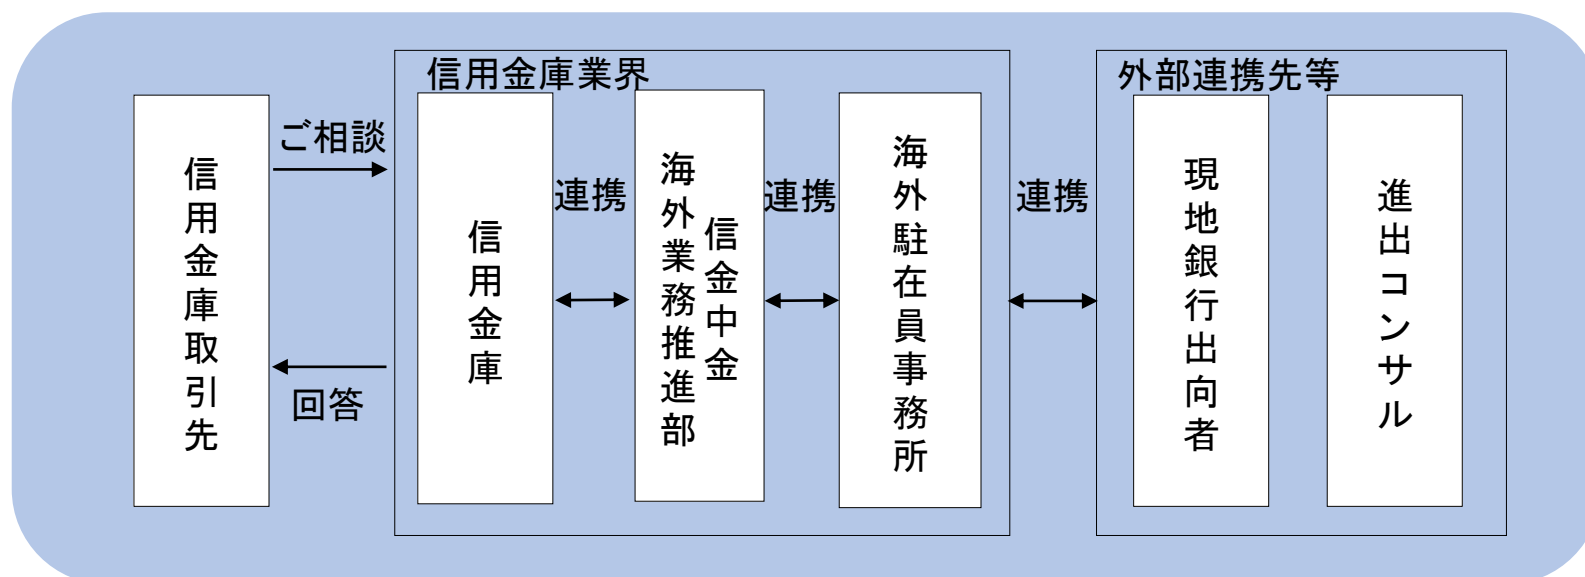 信用金庫業界
外部連携先等
信用金庫取引先
ご相談
回答
信用金庫
連携
信金中金
海外業務推進部
連携
海外駐在員事務所
連携
現地銀行出向者
進出コンサル